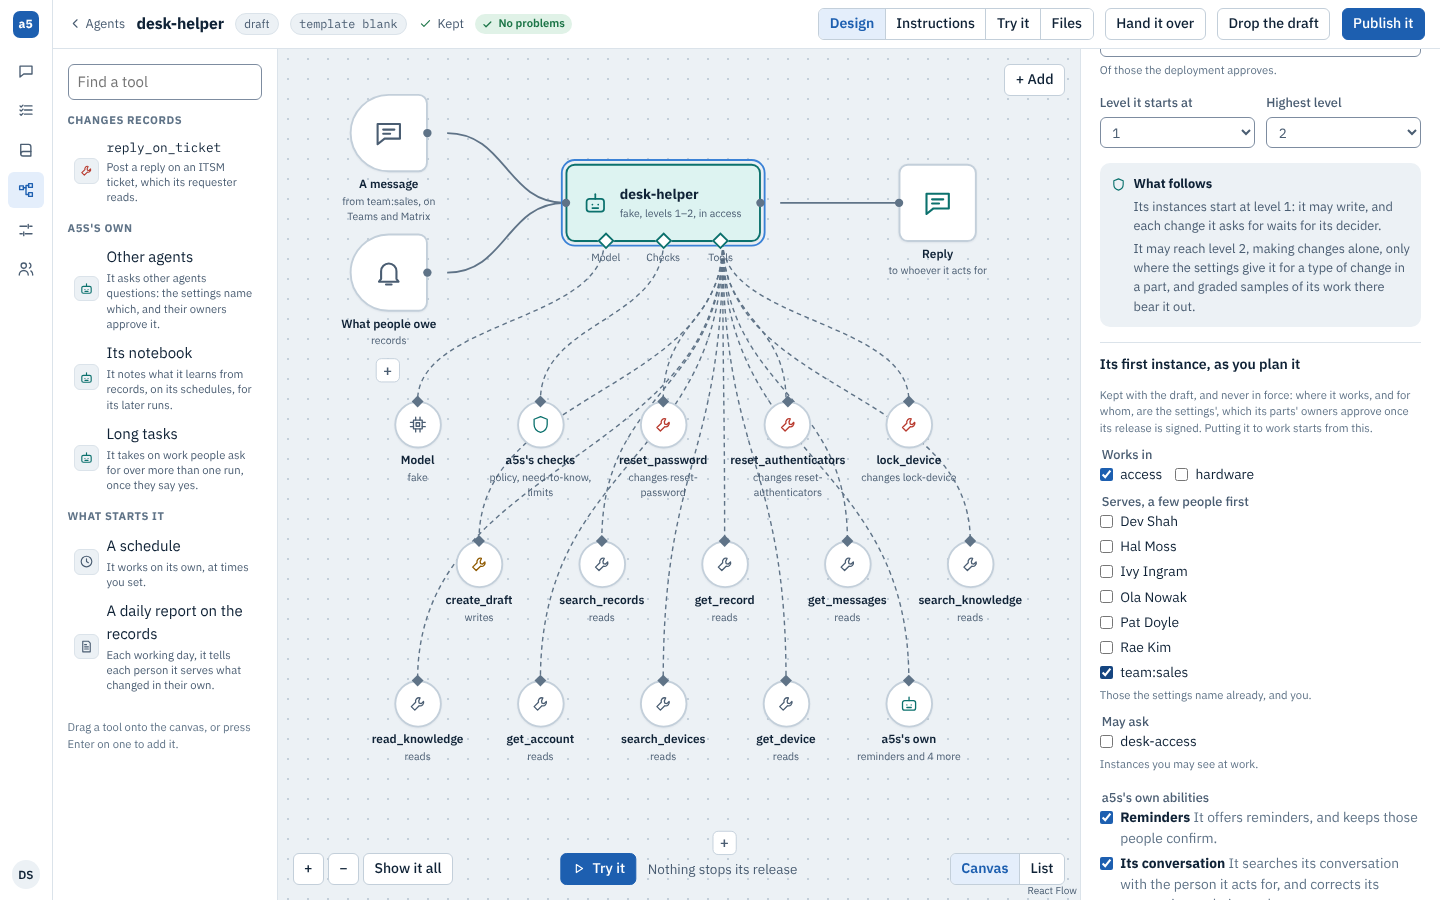 a5
Agents
desk-helper
draft
template blank
Kept
No problems
Design
Instructions
Try it
Files
Hand it over
Drop the draft
Publish it
Find a tool
CHANGES RECORDS
reply_on_ticket
Post a reply on an ITSM
ticket, which its requester
reads.
A5S'S OWN
Other agents
It asks other agents
questions: the settings name
which, and their owners
approve it.
Its notebook
It notes what it learns from
records, on its schedules, for
its later runs.
Long tasks
It takes on work people ask
for over more than one run,
once they say yes.
WHAT STARTS IT
A schedule
It works on its own, at times
you set.
A daily report on the
records
Each working day, it tells
each person it serves what
changed in their own.
Drag a tool onto the canvas, or press
Enter on one to add it.
DS
+ Add
A message
from team:sales, on
Teams and Matrix
What people owe
records
+
desk-helper
fake, levels 1–2, in access
Model
Checks
Tools
Reply
to whoever it acts for
Model
fake
a5s's checks
policy, need-to-know,
limits
reset_password
changes reset-
password
reset_authenticators
changes reset-
authenticators
lock_device
changes lock-device
create_draft
writes
search_records
reads
get_record
reads
get_messages
reads
search_knowledge
reads
read_knowledge
reads
get_account
reads
search_devices
reads
get_device
reads
a5s's own
reminders and 4 more
+
+
−
Show it all
Try it
Nothing stops its release
Canvas
List
React Flow
Of those the deployment approves.
Level it starts at
Highest level
1
2
What follows
Its instances start at level 1: it may write, and
each change it asks for waits for its decider.
It may reach level 2, making changes alone, only
where the settings give it for a type of change in
a part, and graded samples of its work there
bear it out.
Its first instance, as you plan it
Kept with the draft, and never in force: where it works, and for
whom, are the settings', which its parts' owners approve once
its release is signed. Putting it to work starts from this.
Works in
access
hardware
Serves, a few people first
Dev Shah
Hal Moss
Ivy Ingram
Ola Nowak
Pat Doyle
Rae Kim
team:sales
Those the settings name already, and you.
May ask
desk-access
Instances you may see at work.
a5s's own abilities
Reminders It offers reminders, and keeps those
people confirm.
Its conversation It searches its conversation
with the person it acts for, and corrects its